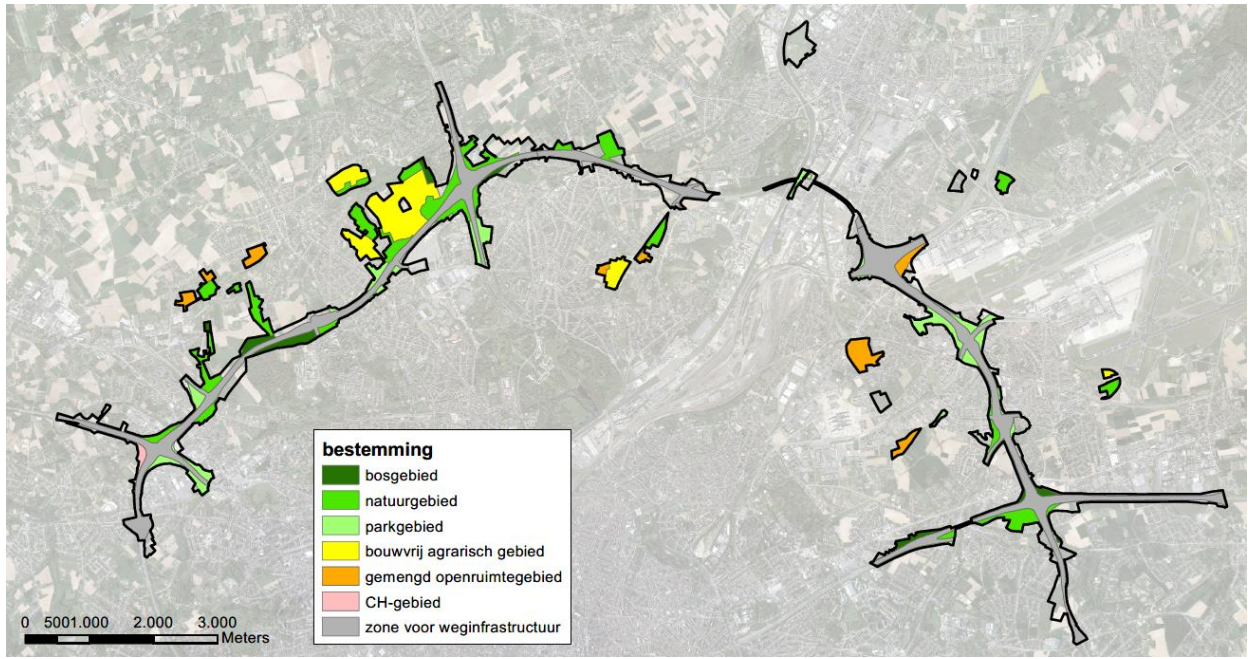 bestemming
bosgebied
natuurgebied
parkgebied
bouwvrij agrarisch gebied
gemengd openruimtegebied
CH-gebied
zone voor weginfrastructuur
0 5001.000 2.000 3.000
Meters